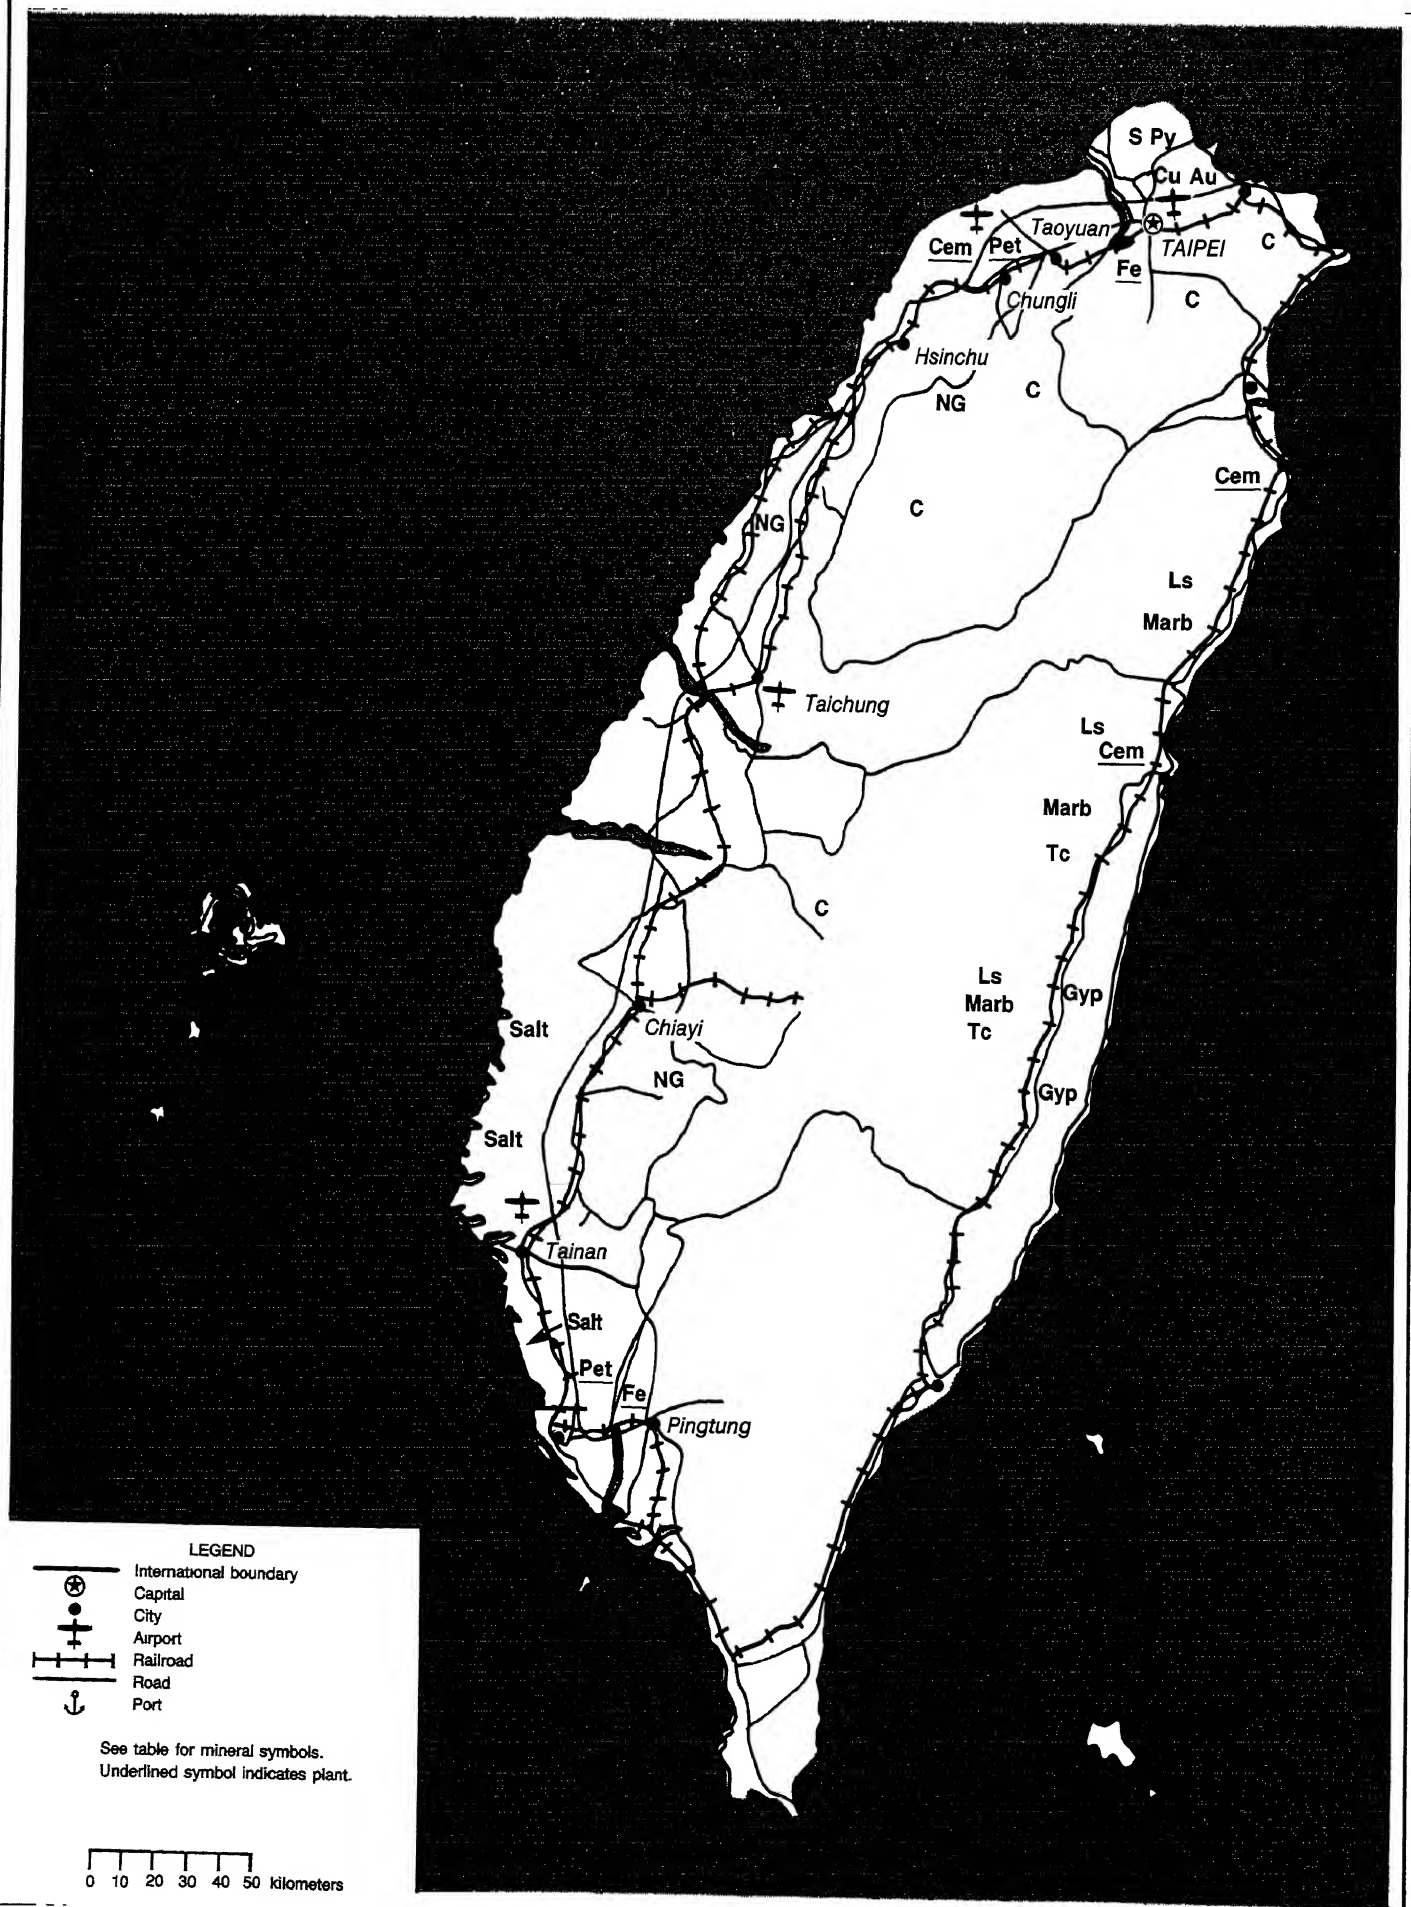 S Py
Cu Au
Taoyuan
TAIPEI
C
Cem Pet
Fe
Chungli
C
Hsinchu
C
NG
Cem
C
NG
Ls
Marb
Taichung
Ls
Cem
Marb
Tc
C
Ls
Marb
Gyp
Tc
Salt
Chiayi
NG
Gyp
Salt
Tainan
Salt
Pet
Fe
Pingtung
LEGEND
International boundary
Capital
City
Airport
Railroad
Road
Port
See table for mineral symbols.
Underlined symbol indicates plant.
0 10 20 30 40 50 kilometers